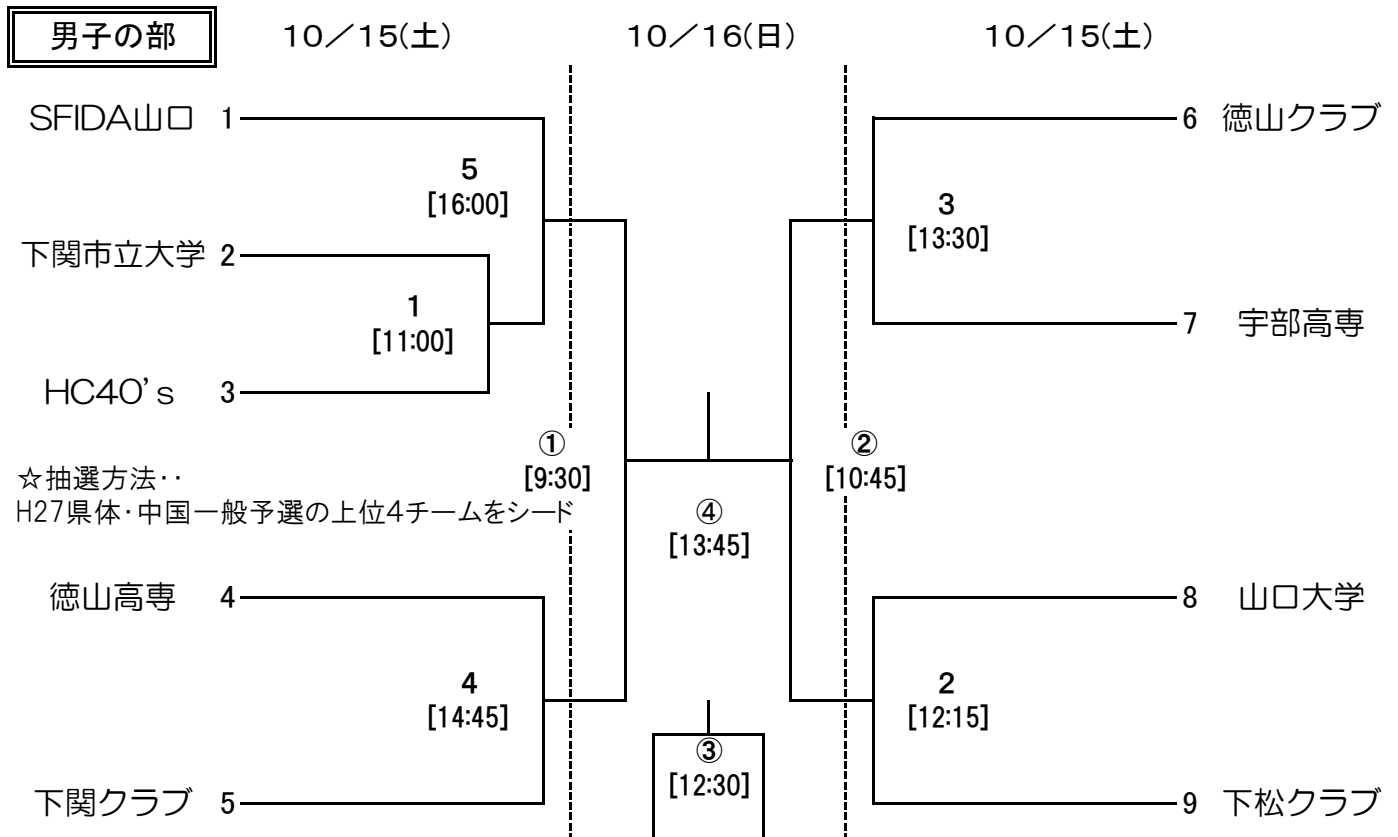 男子の部 10／15(土) 10／16(日) 10／15(土)
SFIDA山口 1
6 徳山クラブ
5
[16:00]
3
[13:30]
下関市立大学 2
1
[11:00]
7 宇部高専
HC40's 3
①
[9:30]
②
[10:45]
☆抽選方法‥
H27県体・中国一般予選の上位4チームをシード
④
[13:45]
徳山高専 4
8 山口大学
4
[14:45]
2
[12:15]
③
[12:30]
下関クラブ 5
9 下松クラブ